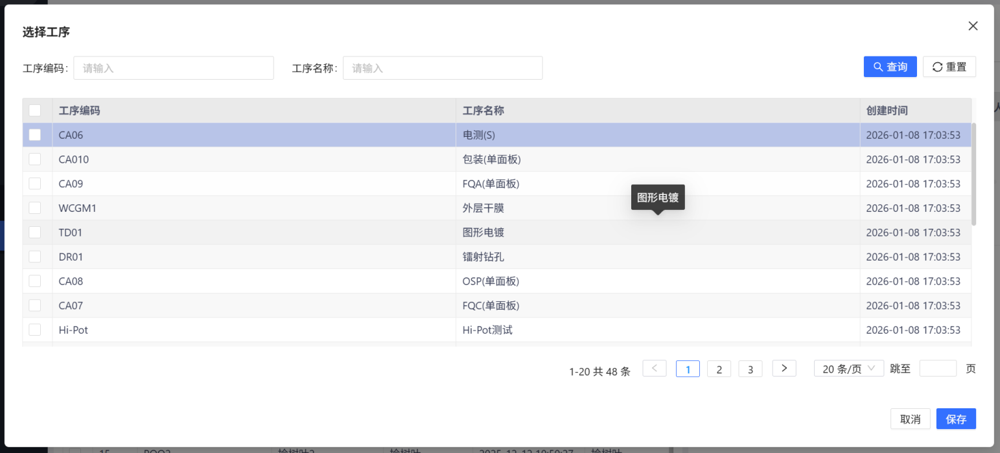 选择工序
工序编码: 请输入 工序名称: 请输入 查询 重置
工序编码 工序名称 创建时间
CA06 电测(S) 2026-01-08 17:03:53
CA010 包装(单面板) 2026-01-08 17:03:53
CA09 FQA(单面板) 2026-01-08 17:03:53
图形电镀
WCGM1 外层干膜 2026-01-08 17:03:53
TD01 图形电镀 2026-01-08 17:03:53
DR01 镭射钻孔 2026-01-08 17:03:53
CA08 OSP(单面板) 2026-01-08 17:03:53
CA07 FQC(单面板) 2026-01-08 17:03:53
Hi-Pot Hi-Pot测试 2026-01-08 17:03:53
1-20 共 48 条 1 2 3 20 条/页 跳至 页
取消 保存